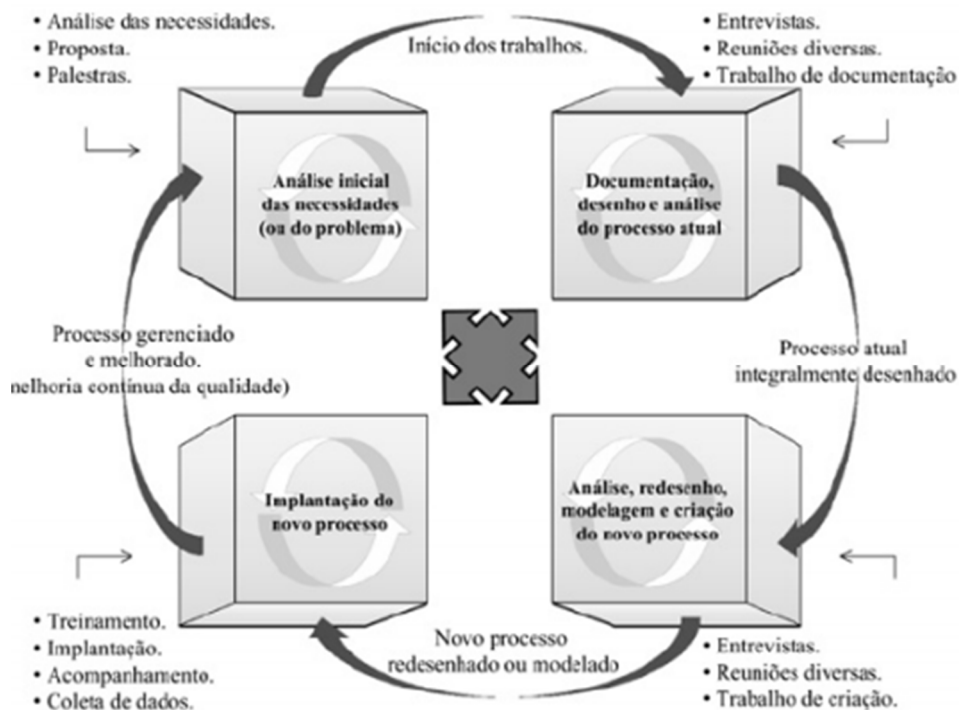 • Análise das necessidades.
• Proposta.
• Palestras.
Início dos trabalhos.
• Entrevistas.
• Reuniões diversas.
• Trabalho de documentação
Análise inicial
das necessidades
(ou do problema)
Documentação,
desenho e análise
do processo atual
Processo gerenciado
e melhorado.
nelhoria contínua da qualidade)
Processo atual
integralmente desenhado
Implantação do
novo processo
Análise, redesenho,
modelagem e criação
do novo processo
• Treinamento.
• Implantação.
• Acompanhamento.
• Coleta de dados.
Novo processo
redesenhado ou modelado
• Entrevistas.
• Reuniões diversas.
• Trabalho de criação.